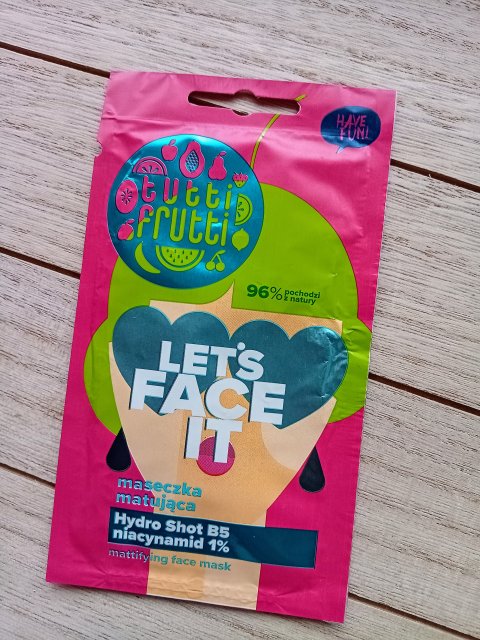 HAVE
FUN!
tutti
frutti
96% pochodzi
z natury
LET'S
FACE
IT
maseczka
matująca
Hydro Shot B5
niacynamid 1%
mattifying face mask